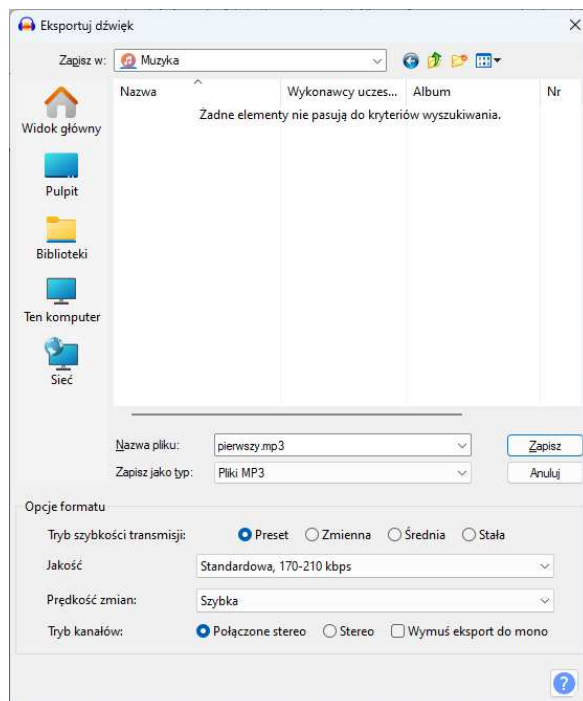 Eksportuj dźwięk
Zapisz w: Muzyka
Nazwa Wykonawcy uczes... Album Nr
Żadne elementy nie pasują do kryteriów wyszukiwania.
Widok główny
Pulpit
Biblioteki
Ten komputer
Sieć
Nazwa pliku: pierwszy.mp3 Zapisz
Zapisz jako typ: Pliki MP3 Anuluj
Opcje formatu
Tryb szybkości transmisji: Preset Zmienna Średnia Stała
Jakość Standardowa, 170-210 kbps
Prędkość zmian: Szybka
Tryb kanałów: Połączone stereo Stereo Wymuś eksport do mono
?